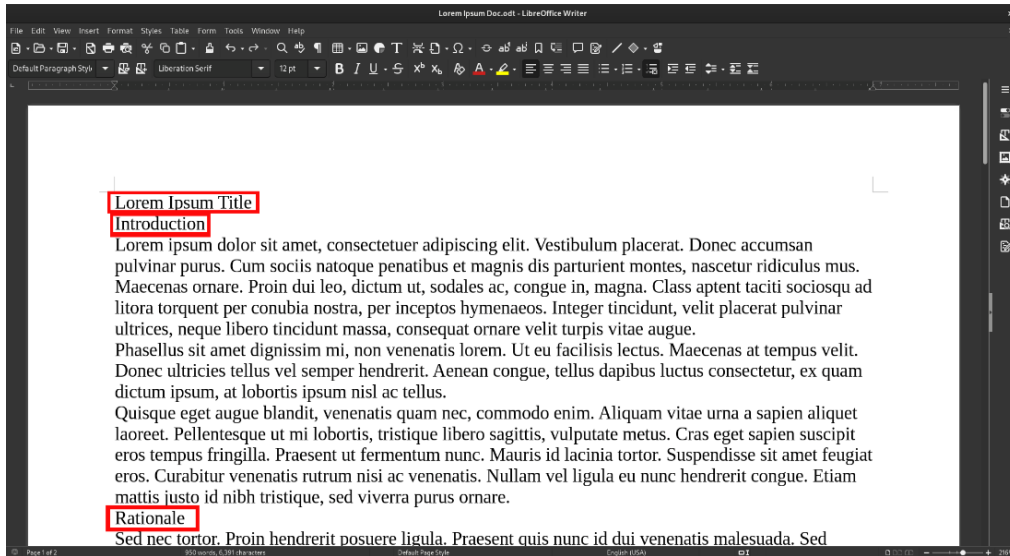 Lorem Ipsum Doc.odt - LibreOffice Writer
File Edit View Insert Format Styles Table Form Tools Window Help
Default Paragraph Styl Liberation Serif 12 pt
Lorem Ipsum Title
Introduction
Lorem ipsum dolor sit amet, consectetuer adipiscing elit. Vestibulum placerat. Donec accumsan
pulvinar purus. Cum sociis natoque penatibus et magnis dis parturient montes, nascetur ridiculus mus.
Maecenas ornare. Proin dui leo, dictum ut, sodales ac, congue in, magna. Class aptent taciti sociosqu ad
litora torquent per conubia nostra, per inceptos hymenaeos. Integer tincidunt, velit placerat pulvinar
ultrices, neque libero tincidunt massa, consequat ornare velit turpis vitae augue.
Phasellus sit amet dignissim mi, non venenatis lorem. Ut eu facilisis lectus. Maecenas at tempus velit.
Donec ultricies tellus vel semper hendrerit. Aenean congue, tellus dapibus luctus consectetur, ex quam
dictum ipsum, at lobortis ipsum nisl ac tellus.
Quisque eget augue blandit, venenatis quam nec, commodo enim. Aliquam vitae urna a sapien aliquet
laoreet. Pellentesque ut mi lobortis, tristique libero sagittis, vulputate metus. Cras eget sapien suscipit
eros tempus fringilla. Praesent ut fermentum nunc. Mauris id lacinia tortor. Suspendisse sit amet feugiat
eros. Curabitur venenatis rutrum nisi ac venenatis. Nullam vel ligula eu nunc hendrerit congue. Etiam
mattis justo id nibh tristique, sed viverra purus ornare.
Rationale
Sed nec tortor. Proin hendrerit posuere ligula. Praesent quis nunc id dui venenatis malesuada. Sed
Page 1 of 2 950 words, 6,391 characters Default Page Style English (USA)